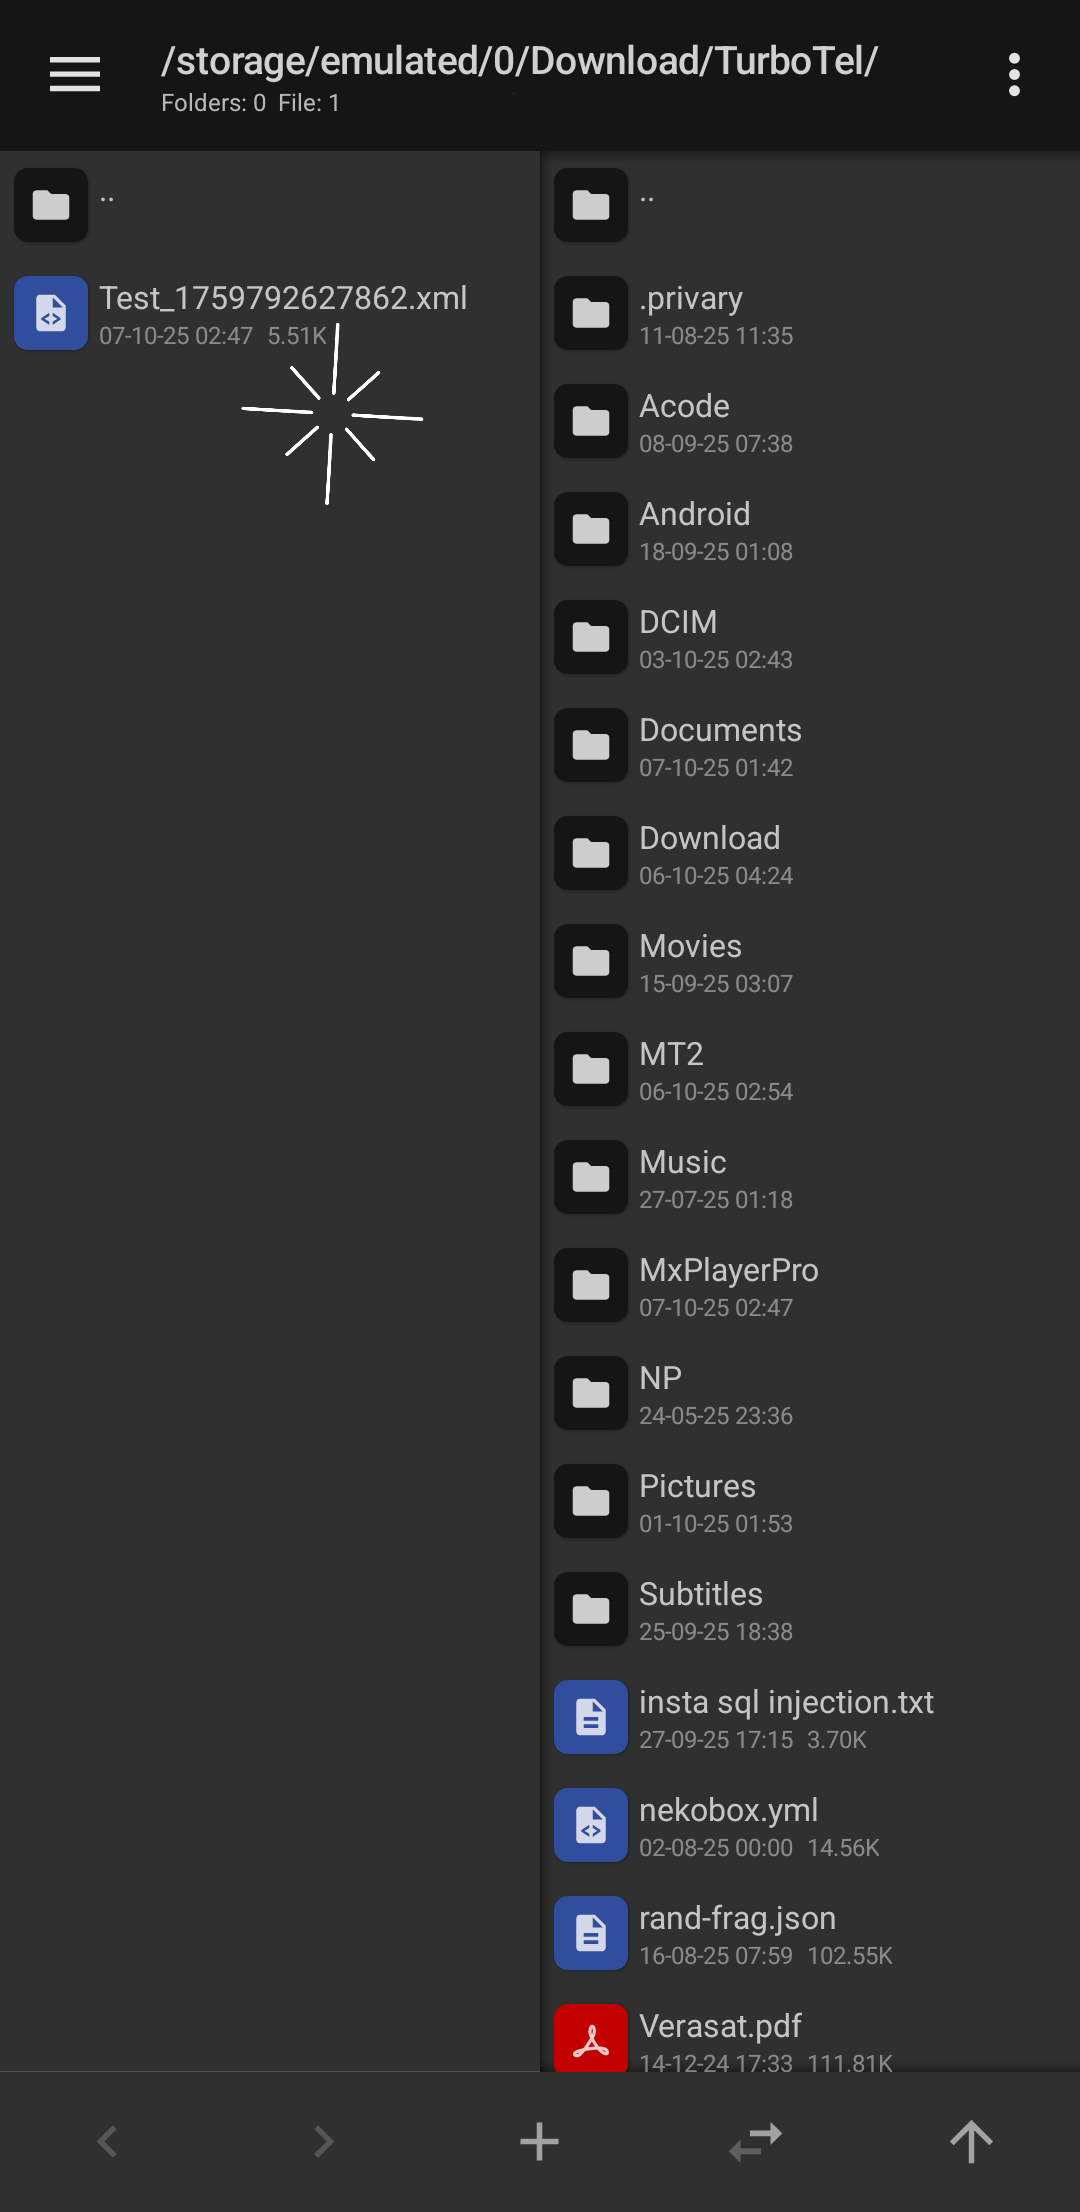 /storage/emulated/0/Download/TurboTel/
Folders: 0 File: 1
..
Test_1759792627862.xml
07-10-25 02:47 5.51K
..
.privary
11-08-25 11:35
Acode
08-09-25 07:38
Android
18-09-25 01:08
DCIM
03-10-25 02:43
Documents
07-10-25 01:42
Download
06-10-25 04:24
Movies
15-09-25 03:07
MT2
06-10-25 02:54
Music
27-07-25 01:18
MxPlayerPro
07-10-25 02:47
NP
24-05-25 23:36
Pictures
01-10-25 01:53
Subtitles
25-09-25 18:38
insta sql injection.txt
27-09-25 17:15 3.70K
nekobox.yml
02-08-25 00:00 14.56K
rand-frag.json
16-08-25 07:59 102.55K
Verasat.pdf
14-12-24 17:33 111.81K